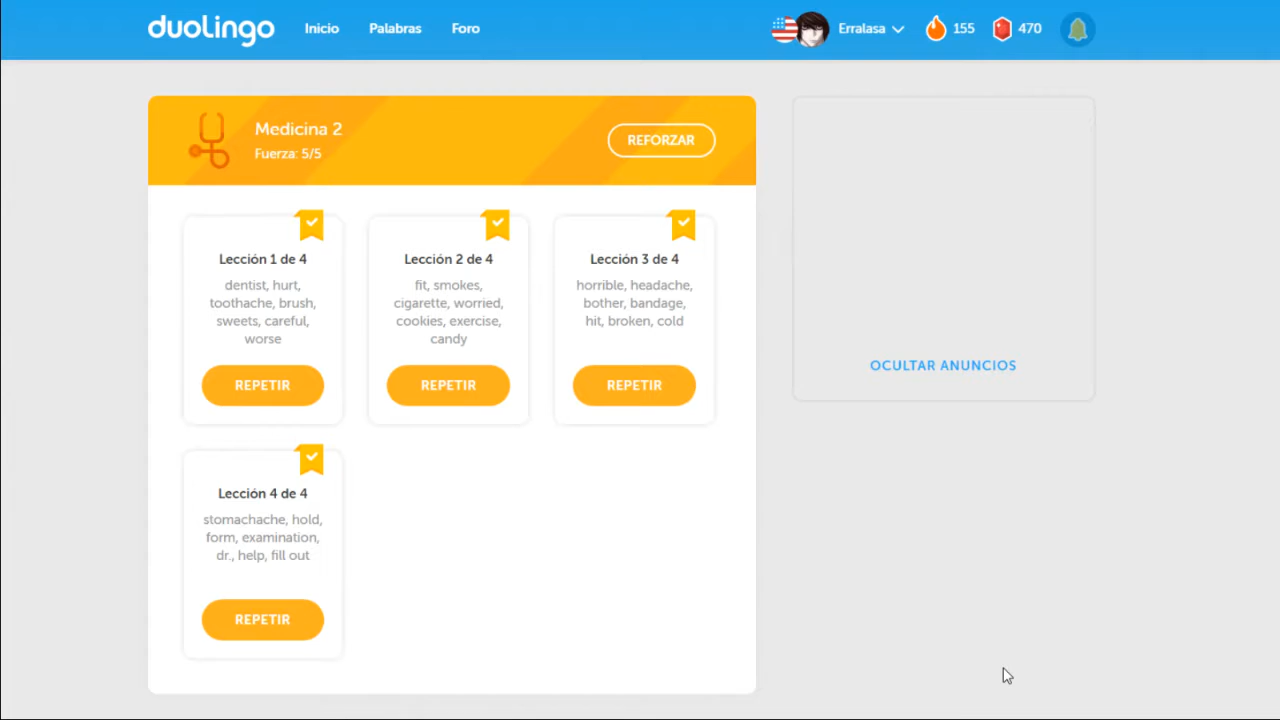 duolingo Inicio Palabras Foro Erralasa 155 470
Medicina 2
Fuerza: 5/5
REFORZAR
Lección 1 de 4
dentist, hurt,
toothache, brush,
sweets, careful,
worse
REPETIR
Lección 2 de 4
fit, smokes,
cigarette, worried,
cookies, exercise,
candy
REPETIR
Lección 3 de 4
horrible, headache,
bother, bandage,
hit, broken, cold
REPETIR
OCULTAR ANUNCIOS
Lección 4 de 4
stomachache, hold,
form, examination,
dr., help, fill out
REPETIR